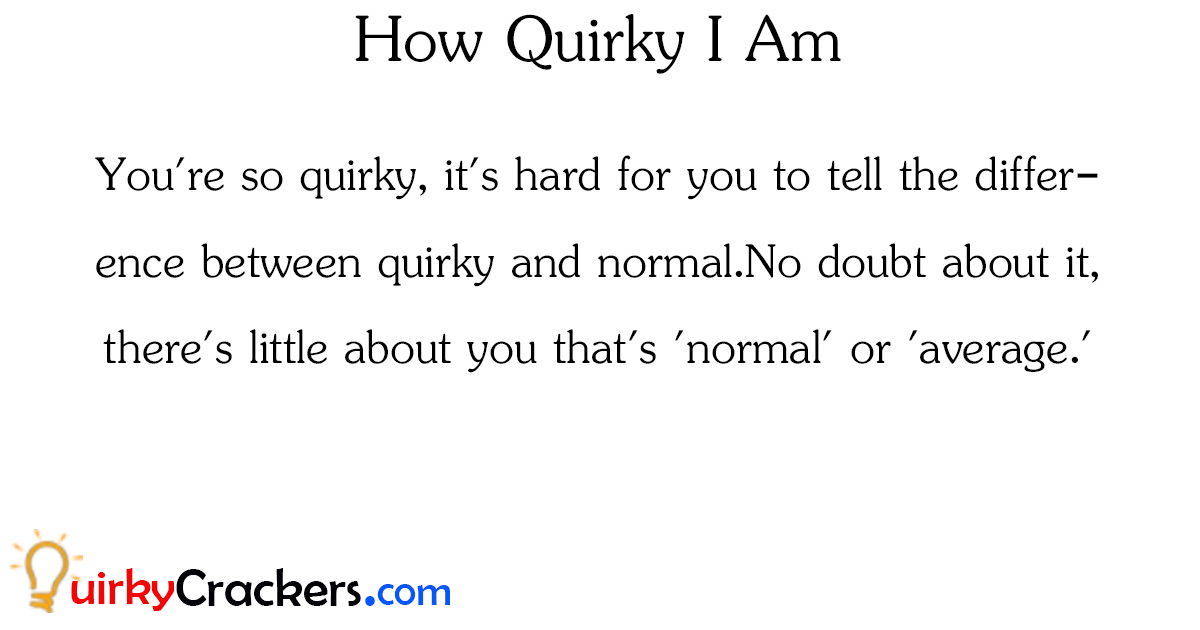 How Quirky I Am
You're so quirky, it's hard for you to tell the differ-
ence between quirky and normal.No doubt about it,
there's little about you that's 'normal' or 'average.'
QuirkyCrackers.com